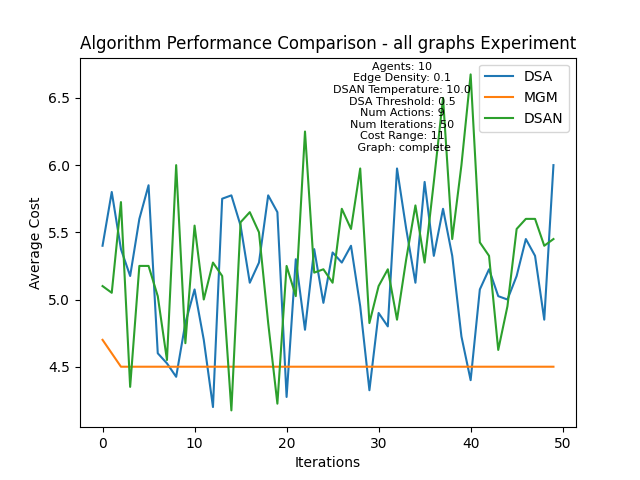 Algorithm Performance Comparison - all graphs Experiment
Agents: 10
Edge Density: 0.1
DSAN Temperature: 10.0
DSA Threshold: 0.5
Num Actions: 9
Num Iterations: 50
Cost Range: 11
Graph: complete
DSA
MGM
DSAN
Average Cost
6.5
6.0
5.5
5.0
4.5
0 10 20 30 40 50
Iterations